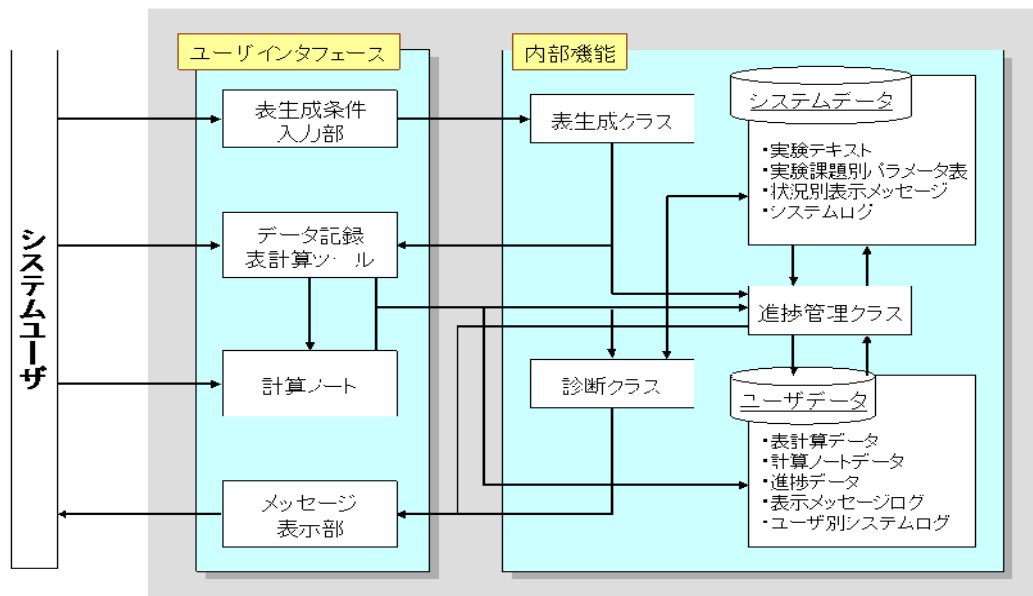 ユーザインタフェース
内部機能
システムユーザ
表生成条件
入力部
データ記録
表計算ツール
計算ノート
メッセージ
表示部
表生成クラス
診断クラス
システムデータ
・実験テキスト
・実験課題別パラメータ表
・状況別表示メッセージ
・システムログ
進捗管理クラス
ユーザデータ
・表計算データ
・計算ノートデータ
・進捗データ
・表示メッセージログ
・ユーザ別システムログ